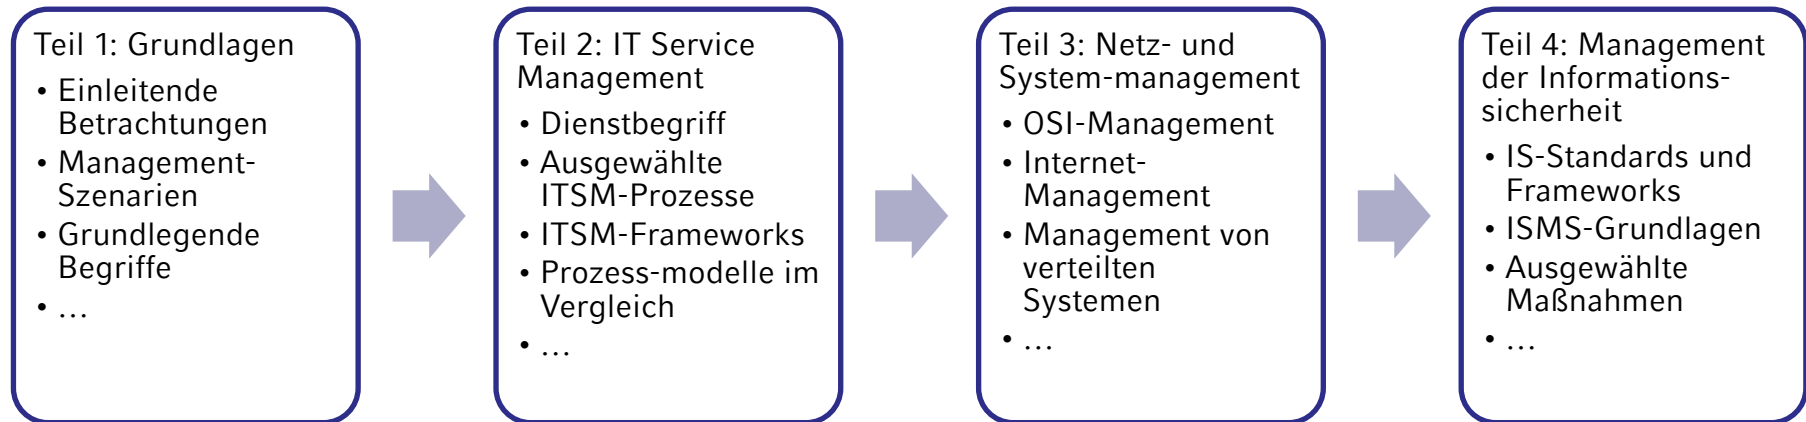 Teil 1: Grundlagen
• Einleitende
Betrachtungen
• Management-
Szenarien
• Grundlegende
Begriffe
• …
Teil 2: IT Service
Management
• Dienstbegriff
• Ausgewählte
ITSM-Prozesse
• ITSM-Frameworks
• Prozess-modelle im
Vergleich
• …
Teil 3: Netz- und
System-management
• OSI-Management
• Internet-
Management
• Management von
verteilten
Systemen
• …
Teil 4: Management
der Informations-
sicherheit
• IS-Standards und
Frameworks
• ISMS-Grundlagen
• Ausgewählte
Maßnahmen
• …